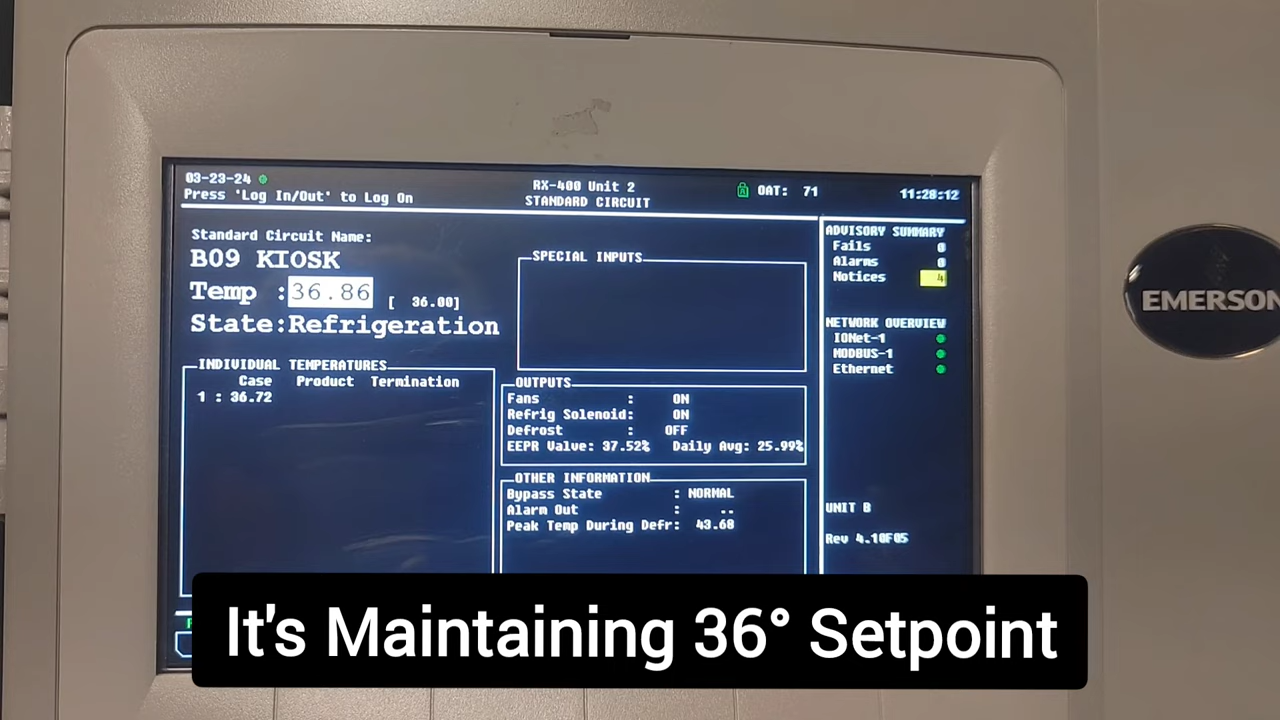 03-23-24
Press 'Log In/Out' to Log On
RX-400 Unit 2
STANDARD CIRCUIT
OAT: 71
11:28:12
Standard Circuit Name:
B09 KIOSK
Temp :36.86 [ 36.00]
State:Refrigeration
INDIVIDUAL TEMPERATURES
Case Product Termination
1 : 36.72
SPECIAL INPUTS
OUTPUTS
Fans : ON
Refrig Solenoid: ON
Defrost : OFF
EEPR Valve: 37.52% Daily Avg: 25.99%
OTHER INFORMATION
Bypass State : NORMAL
Alarm Out : ..
Peak Temp During Defr: 43.68
ADVISORY SUMMARY
Fails 0
Alarms 0
Notices 4
NETWORK OVERVIEW
IONet-1
MODBUS-1
Ethernet
UNIT B
Rev 4.10F05
EMERSON
It's Maintaining 36° Setpoint